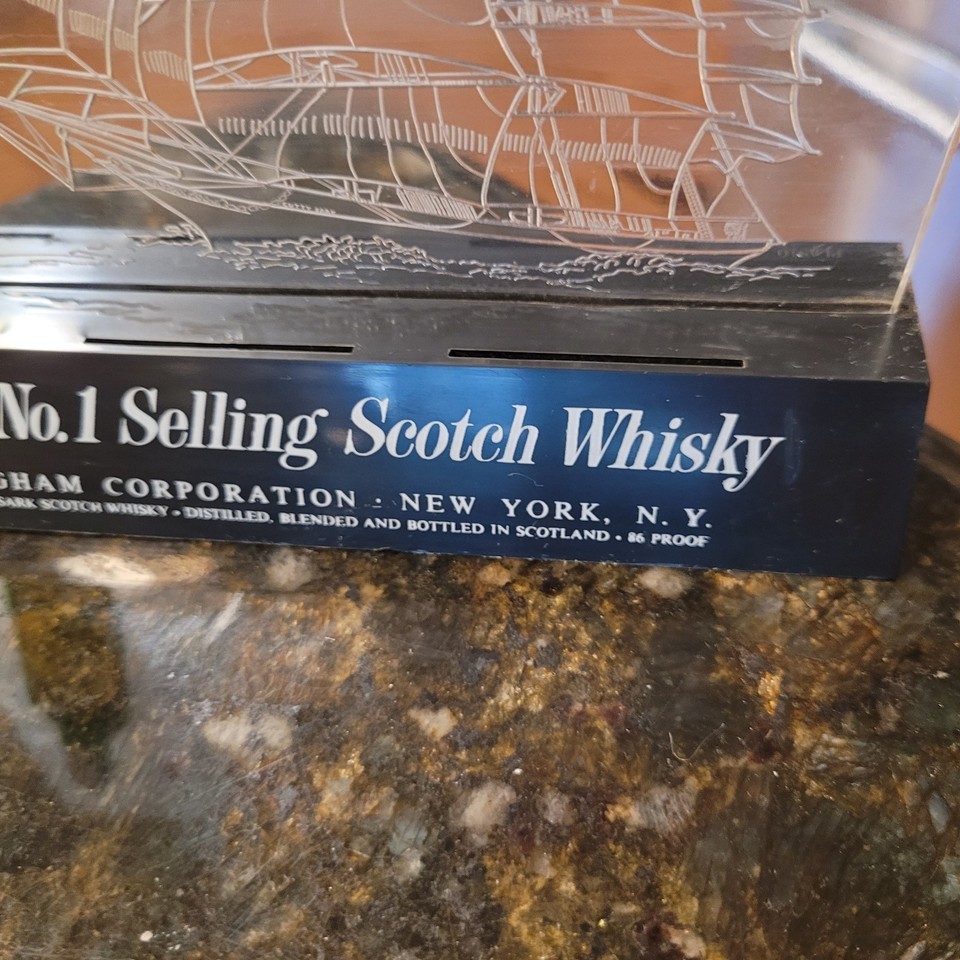 No.1 Selling Scotch Whisky
GHAM CORPORATION · NEW YORK, N. Y.
SARK SCOTCH WHISKY • DISTILLED, BLENDED AND BOTTLED IN SCOTLAND • 86 PROOF